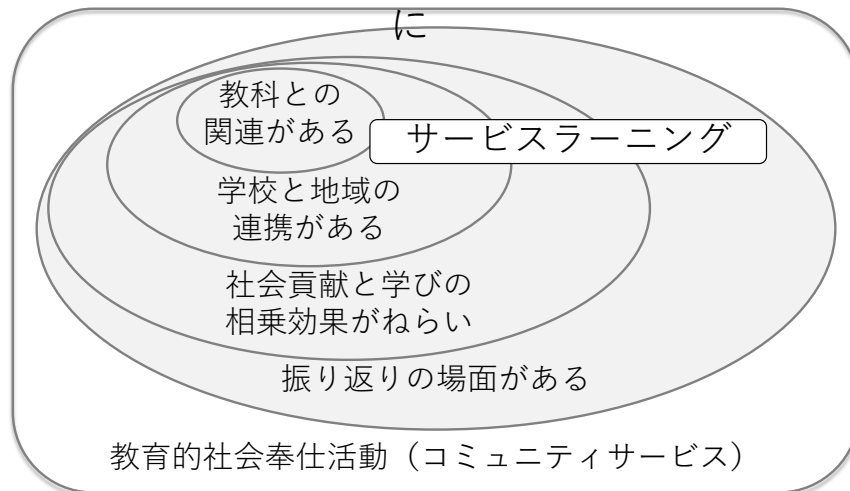 に
教科との
関連がある
サービスラーニング
学校と地域の
連携がある
社会貢献と学びの
相乗効果がねらい
振り返りの場面がある
教育的社会奉仕活動（コミュニティサービス）